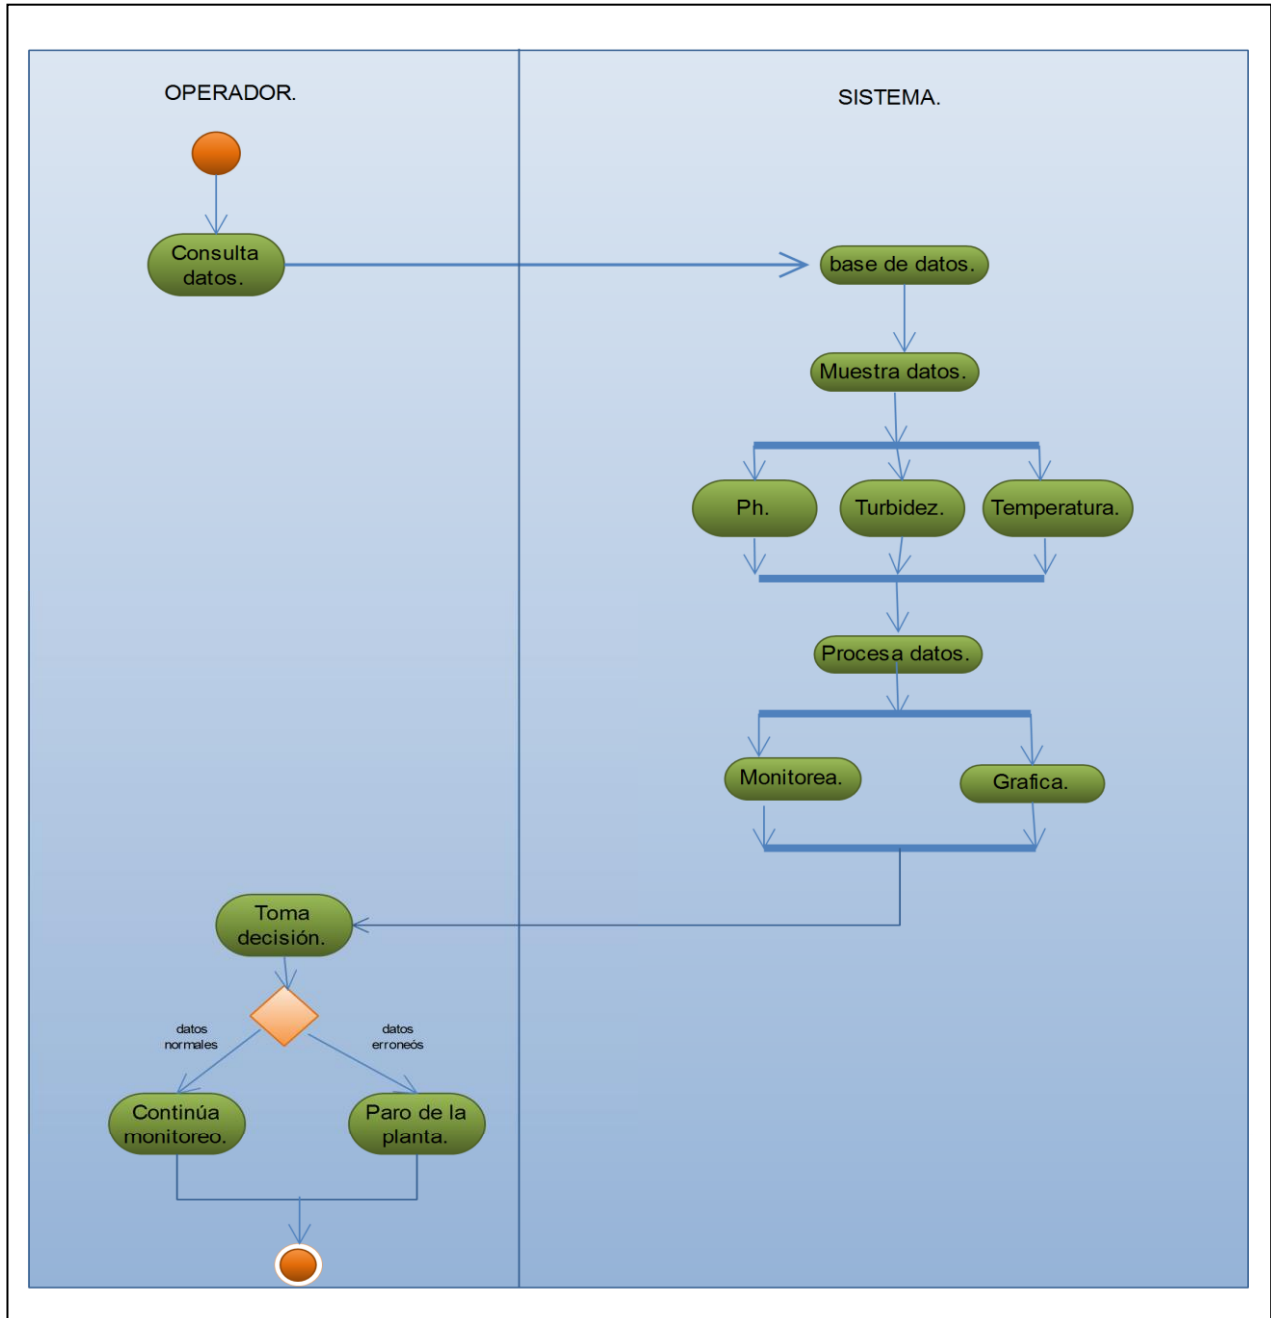 OPERADOR.
SISTEMA.
Consulta
datos.
base de datos.
Muestra datos.
Ph.
Turbidez.
Temperatura.
Procesa datos.
Monitorea.
Grafica.
Toma
decisión.
datos
normales
datos
erroneós
Continúa
monitoreo.
Paro de la
planta.